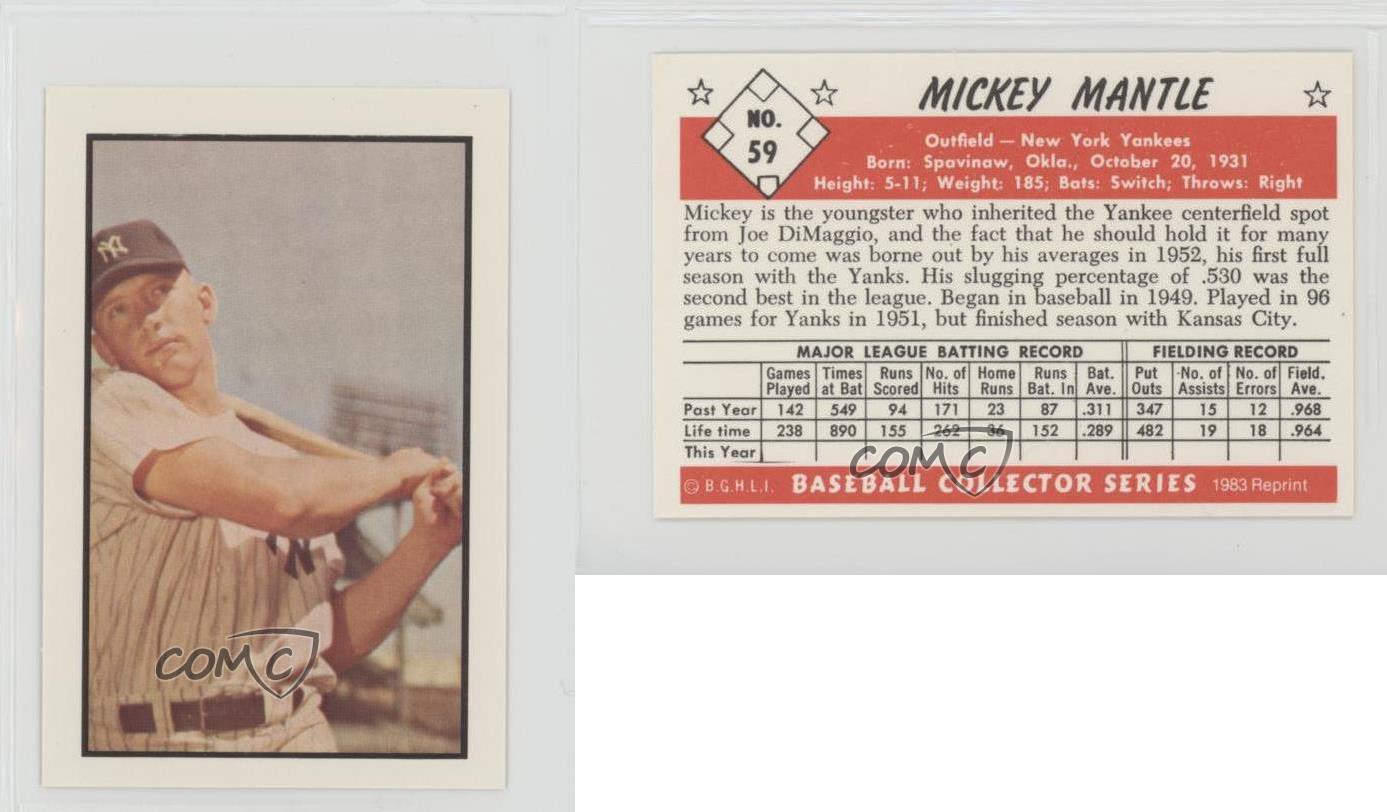 NY
N
COMC
NO.
59
MICKEY MANTLE
Outfield — New York Yankees
Born: Spavinaw, Okla., October 20, 1931
Height: 5-11; Weight: 185; Bats: Switch; Throws: Right
Mickey is the youngster who inherited the Yankee centerfield spot
from Joe DiMaggio, and the fact that he should hold it for many
years to come was borne out by his averages in 1952, his first full
season with the Yanks. His slugging percentage of .530 was the
second best in the league. Began in baseball in 1949. Played in 96
games for Yanks in 1951, but finished season with Kansas City.
MAJOR LEAGUE BATTING RECORD FIELDING RECORD
Games Times Runs No. of Home Runs Bat. Put No. of No. of Field.
Played at Bat Scored Hits Runs Bat. In Ave. Outs Assists Errors Ave.
Past Year 142 549 94 171 23 87 .311 347 15 12 .968
Life time 238 890 155 262 36 152 .289 482 19 18 .964
This Year
COMC
© B.G.H.L.I. BASEBALL COLLECTOR SERIES 1983 Reprint